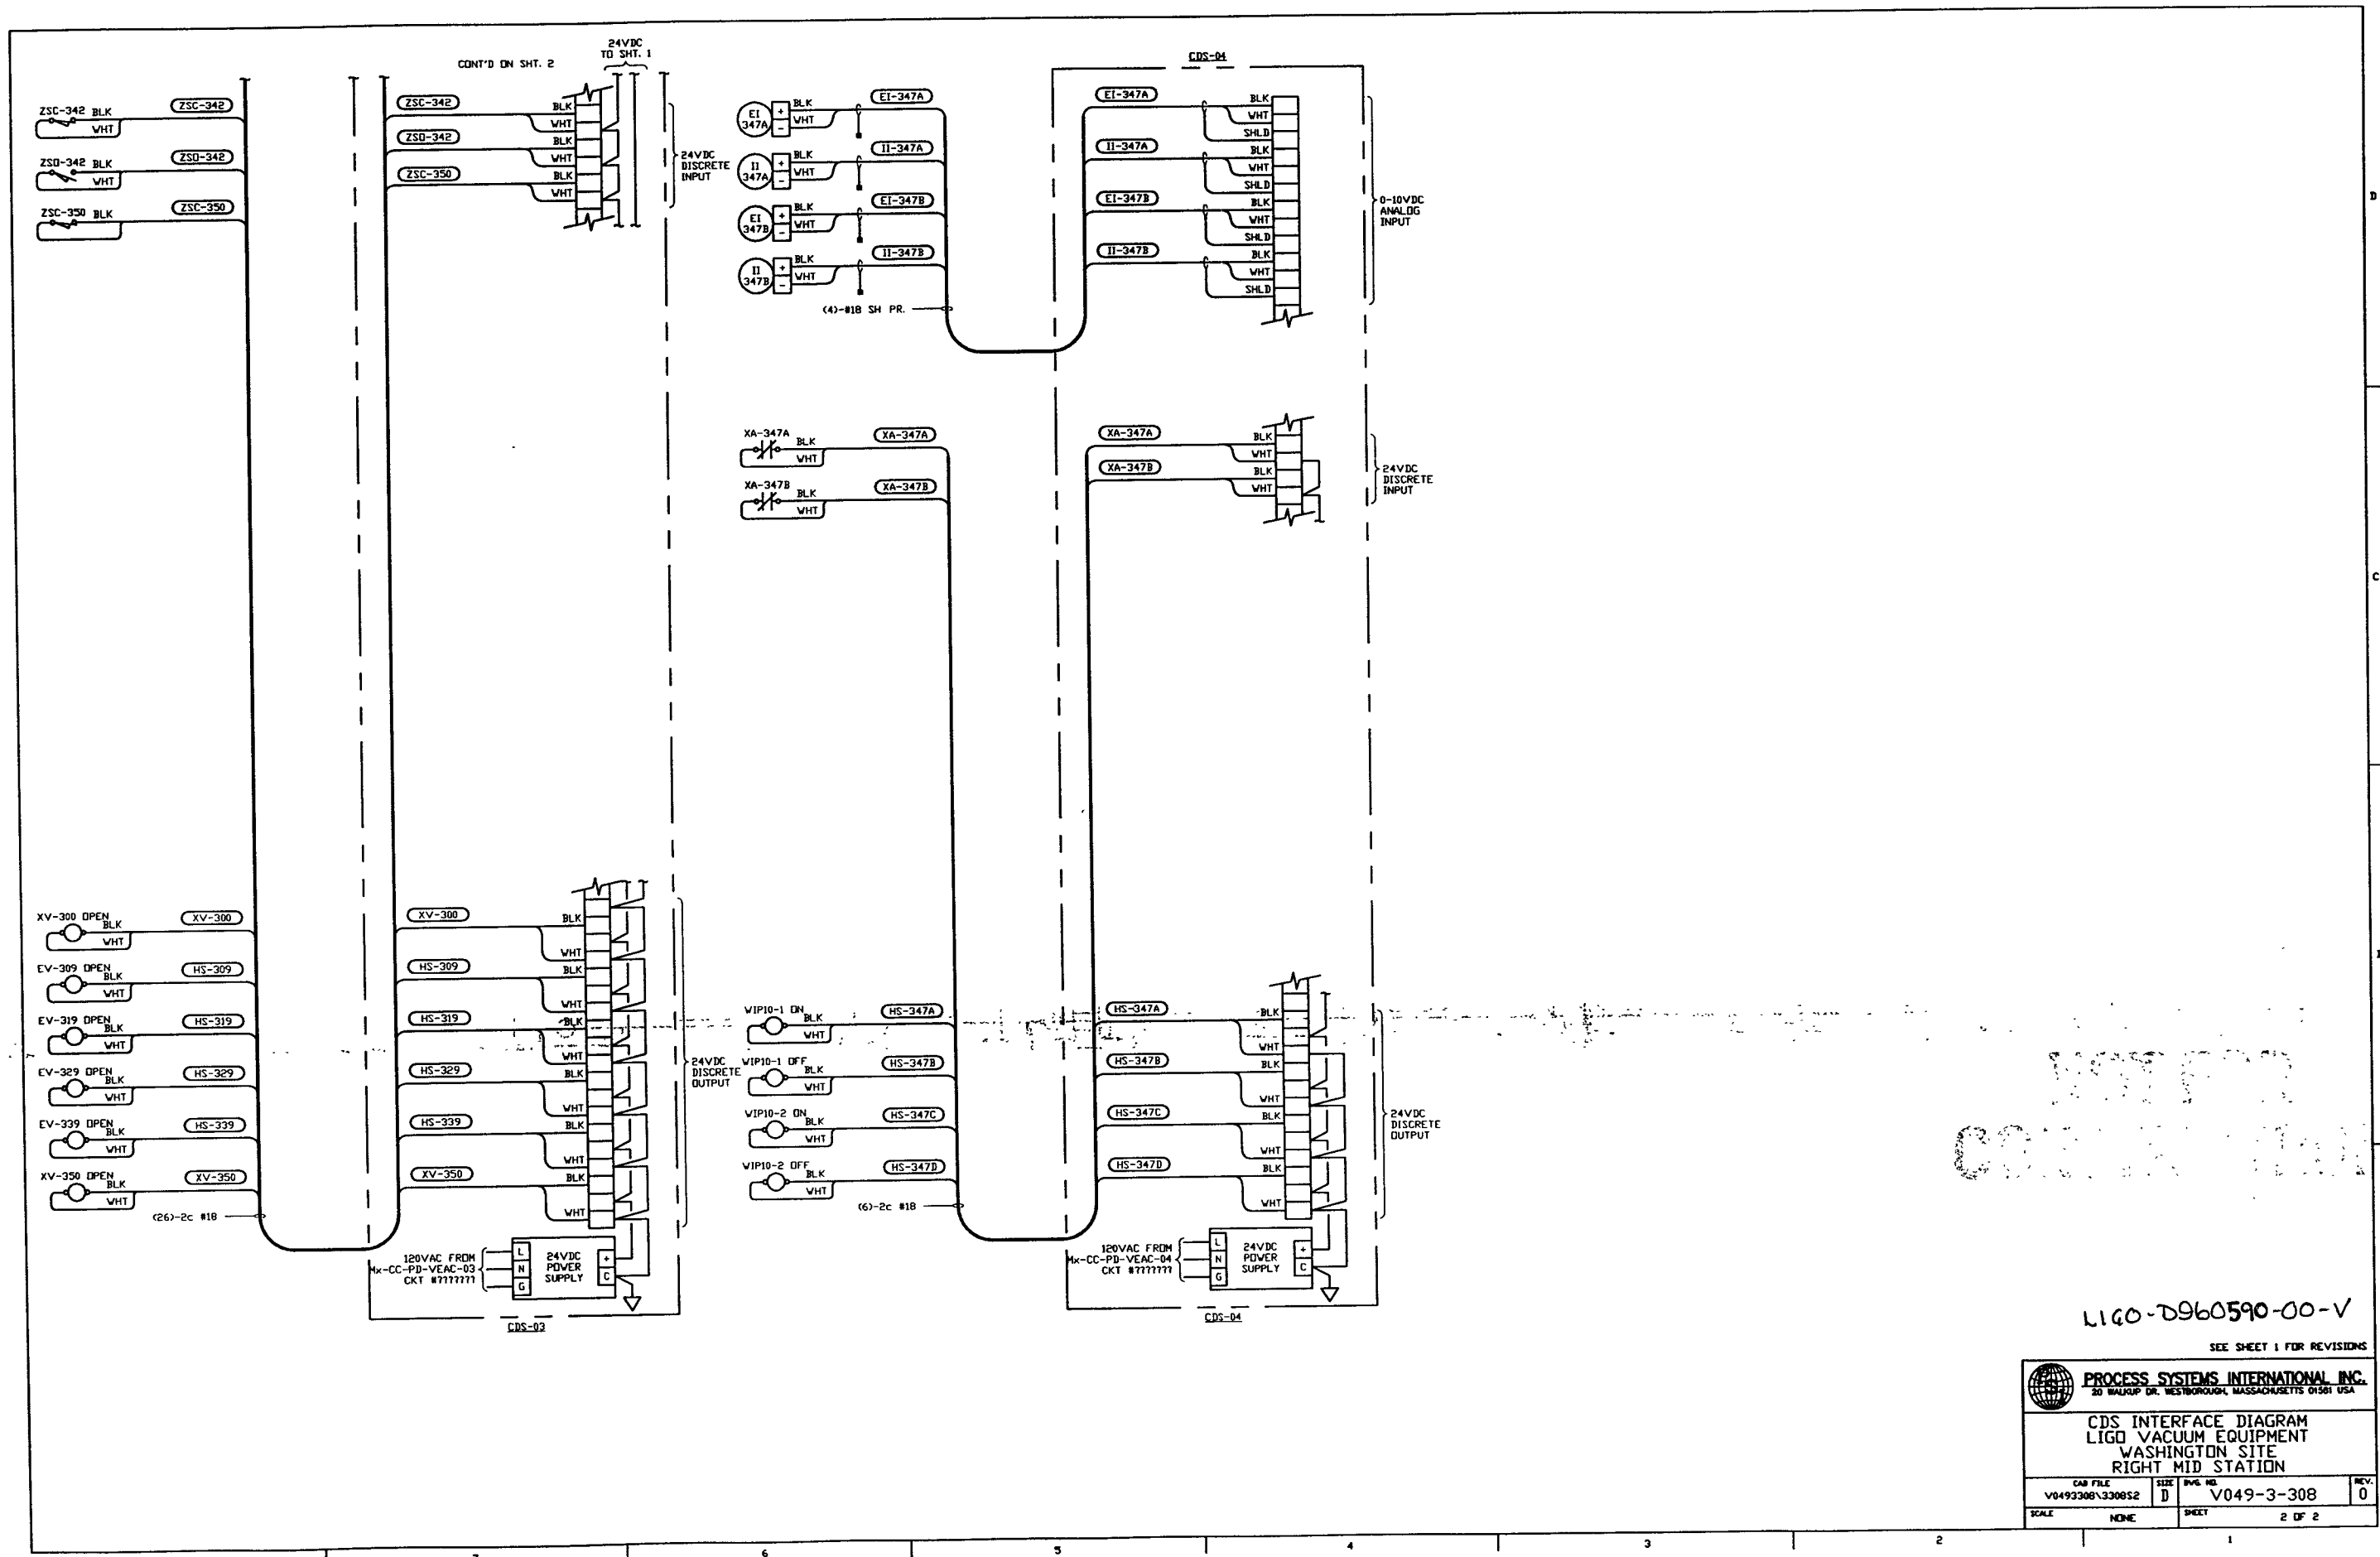 CONT'D ON SHT. 2
24VDC
TO SHT. 1
ZSC-342 BLK
WHT
ZSC-342
ZSO-342 BLK
WHT
ZSO-342
ZSC-350 BLK
ZSC-350
ZSC-342
BLK
WHT
ZSO-342
BLK
WHT
ZSC-350
BLK
WHT
24VDC
DISCRETE
INPUT
XV-300 OPEN
BLK
WHT
XV-300
EV-309 OPEN
BLK
WHT
HS-309
EV-319 OPEN
BLK
WHT
HS-319
EV-329 OPEN
BLK
WHT
HS-329
EV-339 OPEN
BLK
WHT
HS-339
XV-350 OPEN
BLK
WHT
XV-350
(26)-2c #18
XV-300
BLK
WHT
HS-309
BLK
WHT
HS-319
BLK
WHT
HS-329
BLK
WHT
HS-339
BLK
WHT
XV-350
BLK
WHT
24VDC
DISCRETE
OUTPUT
120VAC FROM
Mx-CC-PD-VEAC-03
CKT #???????
L
N
G
24VDC
POWER
SUPPLY
+
C
CDS-03
CDS-04
EI
347A
+
-
BLK
WHT
EI-347A
II
347A
+
-
BLK
WHT
II-347A
EI
347B
+
-
BLK
WHT
EI-347B
II
347B
+
-
BLK
WHT
II-347B
(4)-#18 SH PR.
EI-347A
BLK
WHT
SHLD
II-347A
BLK
WHT
SHLD
EI-347B
BLK
WHT
SHLD
II-347B
BLK
WHT
SHLD
0-10VDC
ANALOG
INPUT
XA-347A
BLK
WHT
XA-347A
XA-347B
BLK
WHT
XA-347B
XA-347A
BLK
WHT
XA-347B
BLK
WHT
24VDC
DISCRETE
INPUT
WIP10-1 ON
BLK
WHT
HS-347A
WIP10-1 OFF
BLK
WHT
HS-347B
WIP10-2 ON
BLK
WHT
HS-347C
WIP10-2 OFF
BLK
WHT
HS-347D
(6)-2c #18
HS-347A
BLK
WHT
HS-347B
BLK
WHT
HS-347C
BLK
WHT
HS-347D
BLK
WHT
24VDC
DISCRETE
OUTPUT
120VAC FROM
Mx-CC-PD-VEAC-04
CKT #???????
L
N
G
24VDC
POWER
SUPPLY
+
C
CDS-04
D
C
LIGO-D960590-00-V
SEE SHEET 1 FOR REVISIONS
PSI
PROCESS SYSTEMS INTERNATIONAL INC.
20 WALKUP DR. WESTBOROUGH, MASSACHUSETTS 01581 USA
CDS INTERFACE DIAGRAM
LIGO VACUUM EQUIPMENT
WASHINGTON SITE
RIGHT MID STATION
CAD FILE
V0493308\3308S2
SIZE
D
DWG NO.
V049-3-308
REV.
0
SCALE
NONE
SHEET
2 OF 2
6
5
4
3
2
1